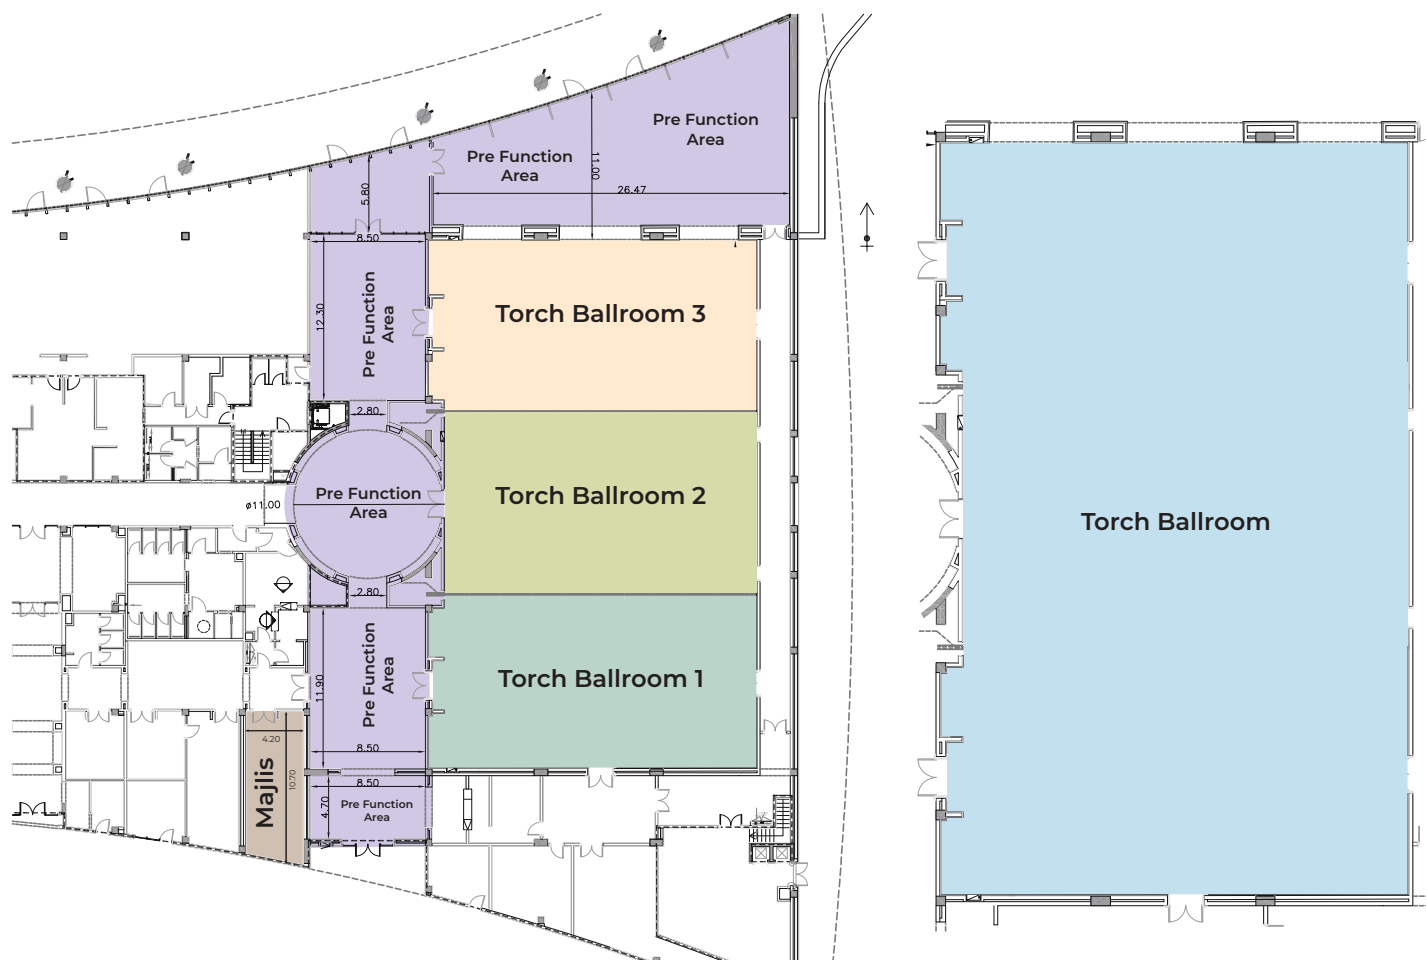 Pre Function
Area
Pre Function
Area
11.00
5.80
26.47
8.50
12.30
Pre Function
Area
Torch Ballroom 3
2.80
Pre Function
Area
ø11.00
Torch Ballroom 2
2.80
Pre Function
Area
11.90
8.50
Torch Ballroom 1
4.20
10.70
Majlis
8.50
4.70
Pre Function
Area
Torch Ballroom